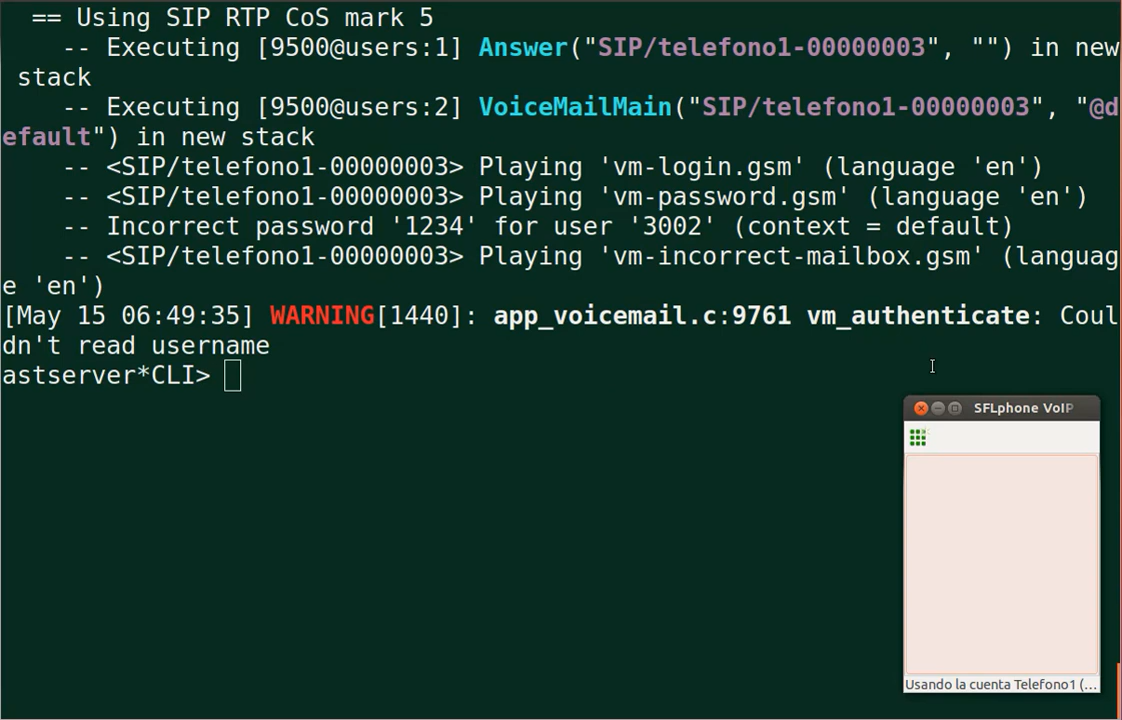 == Using SIP RTP CoS mark 5
-- Executing [9500@users:1] Answer("SIP/telefono1-00000003", "") in new
stack
-- Executing [9500@users:2] VoiceMailMain("SIP/telefono1-00000003", "@d
efault") in new stack
-- <SIP/telefono1-00000003> Playing 'vm-login.gsm' (language 'en')
-- <SIP/telefono1-00000003> Playing 'vm-password.gsm' (language 'en')
-- Incorrect password '1234' for user '3002' (context = default)
-- <SIP/telefono1-00000003> Playing 'vm-incorrect-mailbox.gsm' (languag
e 'en')
[May 15 06:49:35] WARNING[1440]: app_voicemail.c:9761 vm_authenticate: Coul
dn't read username
astserver*CLI>
SFLphone VoIP
Usando la cuenta Telefono1 (...